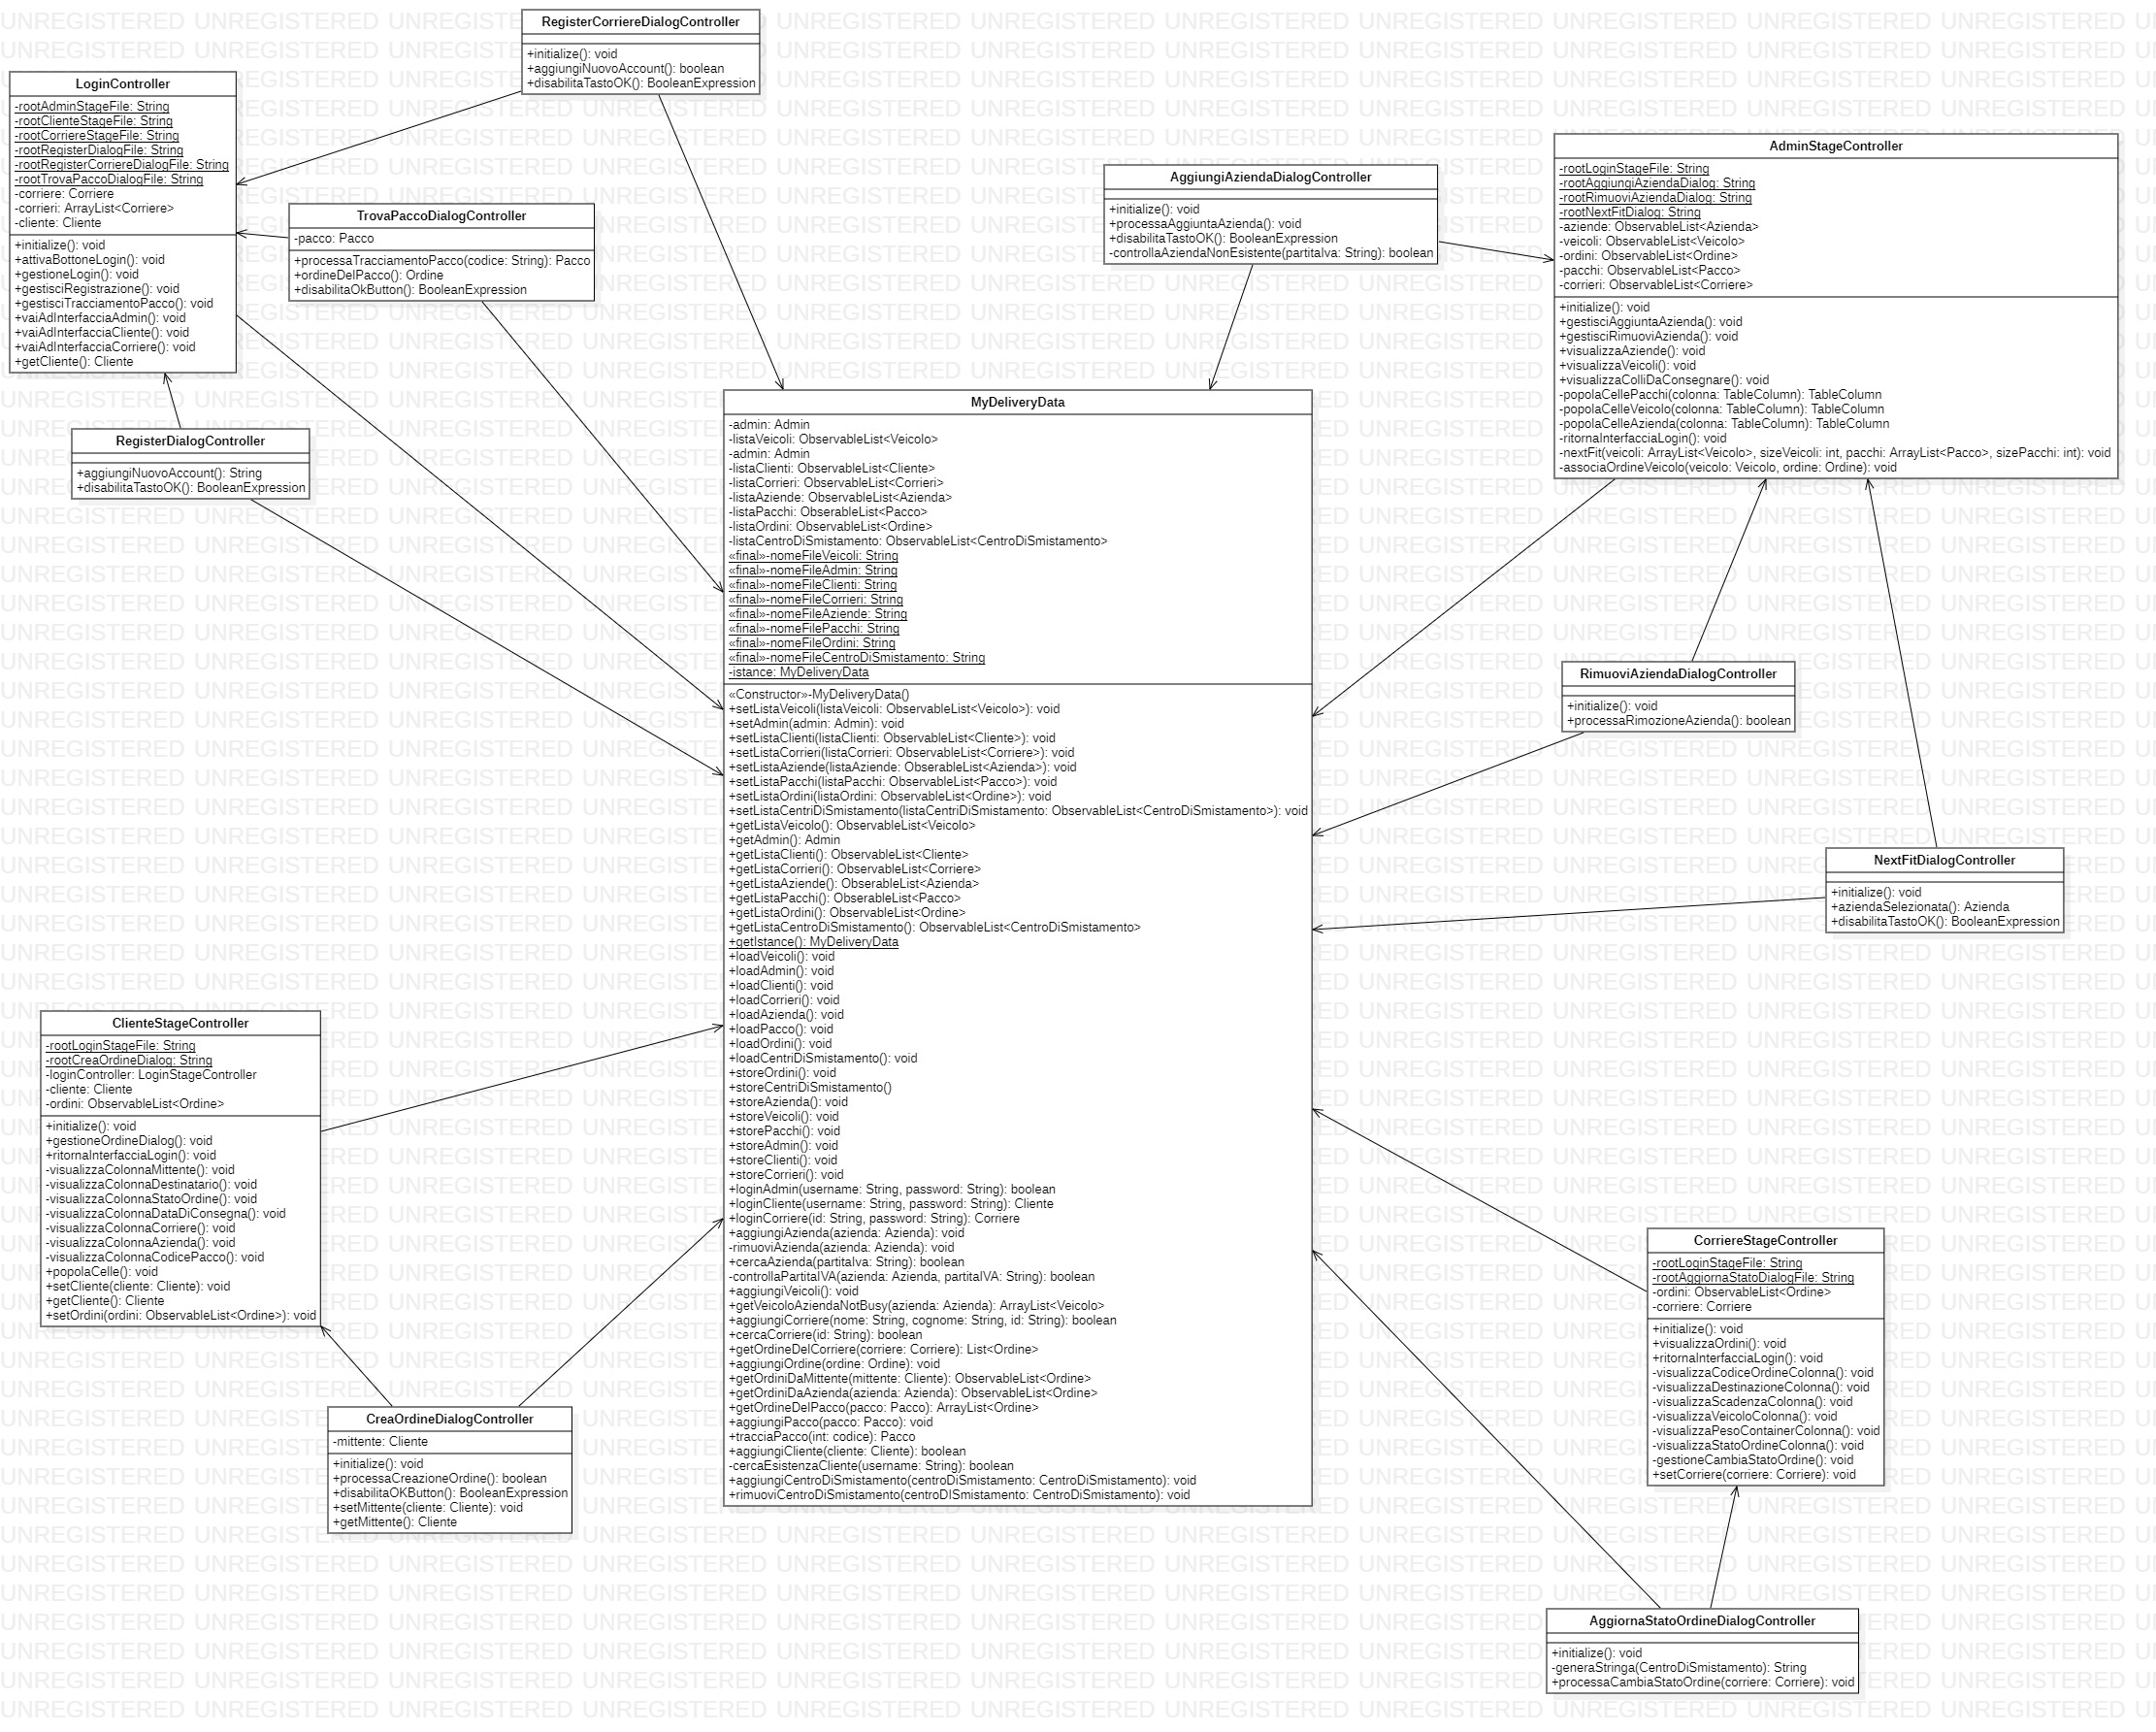 RegisterCorriereDialogController
+initialize(): void
+aggiungiNuovoAccount(): boolean
+disabilitaTastoOK(): BooleanExpression
LoginController
-rootAdminStageFile: String
-rootClienteStageFile: String
-rootCorriereStageFile: String
-rootRegisterDialogFile: String
-rootRegisterCorriereDialogFile: String
-rootTrovaPaccoDialogFile: String
-corriere: Corriere
-corrieri: ArrayList<Corriere>
-cliente: Cliente
+initialize(): void
+attivaBottoneLogin(): void
+gestioneLogin(): void
+gestisciRegistrazione(): void
+gestisciTracciamentoPacco(): void
+vaiAdInterfacciaAdmin(): void
+vaiAdInterfacciaCliente(): void
+vaiAdInterfacciaCorriere(): void
+getCliente(): Cliente
TrovaPaccoDialogController
-pacco: Pacco
+processaTracciamentoPacco(codice: String): Pacco
+ordineDelPacco(): Ordine
+disabilitaOkButton(): BooleanExpression
AggiungiAziendaDialogController
+initialize(): void
+processaAggiuntaAzienda(): void
+disabilitaTastoOK(): BooleanExpression
-controllaAziendaNonEsistente(partitaIva: String): boolean
AdminStageController
-rootLoginStageFile: String
-rootAggiungiAziendaDialog: String
-rootRimuoviAziendaDialog: String
-rootNextFitDialog: String
-aziende: ObservableList<Azienda>
-veicoli: ObservableList<Veicolo>
-ordini: ObservableList<Ordine>
-pacchi: ObservableList<Pacco>
-corrieri: ObservableList<Corriere>
+initialize(): void
+gestisciAggiuntaAzienda(): void
+gestisciRimuoviAzienda(): void
+visualizzaAziende(): void
+visualizzaVeicoli(): void
+visualizzaColliDaConsegnare(): void
-popolaCellePacchi(colonna: TableColumn): TableColumn
-popolaCelleVeicolo(colonna: TableColumn): TableColumn
-popolaCelleAzienda(colonna: TableColumn): TableColumn
-ritornaInterfacciaLogin(): void
-nextFit(veicoli: ArrayList<Veicolo>, sizeVeicoli: int, pacchi: ArrayList<Pacco>, sizePacchi: int): void
-associaOrdineVeicolo(veicolo: Veicolo, ordine: Ordine): void
RegisterDialogController
+aggiungiNuovoAccount(): String
+disabilitaTastoOK(): BooleanExpression
MyDeliveryData
-admin: Admin
-listaVeicoli: ObservableList<Veicolo>
-admin: Admin
-listaClienti: ObservableList<Cliente>
-listaCorrieri: ObservableList<Corrieri>
-listaAziende: ObservableList<Azienda>
-listaPacchi: ObserableList<Pacco>
-listaOrdini: ObservableList<Ordine>
-listaCentroDiSmistamento: ObservableList<CentroDiSmistamento>
«final»-nomeFileVeicoli: String
«final»-nomeFileAdmin: String
«final»-nomeFileClienti: String
«final»-nomeFileCorrieri: String
«final»-nomeFileAziende: String
«final»-nomeFilePacchi: String
«final»-nomeFileOrdini: String
«final»-nomeFileCentroDiSmistamento: String
-istance: MyDeliveryData
«Constructor»-MyDeliveryData()
+setListaVeicoli(listaVeicoli: ObservableList<Veicolo>): void
+setAdmin(admin: Admin): void
+setListaClienti(listaClienti: ObservableList<Cliente>): void
+setListaCorrieri(listaCorrieri: ObservableList<Corriere>): void
+setListaAziende(listaAziende: ObserableList<Azienda>): void
+setListaPacchi(listaPacchi: ObservableList<Pacco>): void
+setListaOrdini(listaOrdini: ObservableList<Ordine>): void
+setListaCentriDiSmistamento(listaCentriDiSmistamento: ObservableList<CentroDiSmistamento>): void
+getListaVeicolo(): ObservableList<Veicolo>
+getAdmin(): Admin
+getListaClienti(): ObservableList<Cliente>
+getListaCorrieri(): ObservableList<Corriere>
+getListaAziende(): ObserableList<Azienda>
+getListaPacchi(): ObserableList<Pacco>
+getListaOrdini(): ObservableList<Ordine>
+getListaCentroDiSmistamento(): ObservableList<CentroDiSmistamento>
+getIstance(): MyDeliveryData
+loadVeicoli(): void
+loadAdmin(): void
+loadClienti(): void
+loadCorrieri(): void
+loadAzienda(): void
+loadPacco(): void
+loadOrdini(): void
+loadCentriDiSmistamento(): void
+storeOrdini(): void
+storeCentriDiSmistamento()
+storeAzienda(): void
+storeVeicoli(): void
+storePacchi(): void
+storeAdmin(): void
+storeClienti(): void
+storeCorrieri(): void
+loginAdmin(username: String, password: String): boolean
+loginCliente(username: String, password: String): Cliente
+loginCorriere(id: String, password: String): Corriere
+aggiungiAzienda(azienda: Azienda): void
-rimuoviAzienda(azienda: Azienda): void
+cercaAzienda(partitaIva: String): boolean
-controllaPartitaIVA(azienda: Azienda, partitaIVA: String): boolean
+aggiungiVeicoli(): void
+getVeicoloAziendaNotBusy(azienda: Azienda): ArrayList<Veicolo>
+aggiungiCorriere(nome: String, cognome: String, id: String): boolean
+cercaCorriere(id: String): boolean
+getOrdineDelCorriere(corriere: Corriere): List<Ordine>
+aggiungiOrdine(ordine: Ordine): void
+getOrdiniDaMittente(mittente: Cliente): ObservableList<Ordine>
+getOrdiniDaAzienda(azienda: Azienda): ObservableList<Ordine>
+getOrdineDelPacco(pacco: Pacco): ArrayList<Ordine>
+aggiungiPacco(pacco: Pacco): void
+tracciaPacco(int: codice): Pacco
+aggiungiCliente(cliente: Cliente): boolean
-cercaEsistenzaCliente(username: String): boolean
+aggiungiCentroDiSmistamento(centroDiSmistamento: CentroDiSmistamento): void
+rimuoviCentroDiSmistamento(centroDISmistamento: CentroDiSmistamento): void
RimuoviAziendaDialogController
+initialize(): void
+processaRimozioneAzienda(): boolean
NextFitDialogController
+initialize(): void
+aziendaSelezionata(): Azienda
+disabilitaTastoOK(): BooleanExpression
ClienteStageController
-rootLoginStageFile: String
-rootCreaOrdineDialog: String
-loginController: LoginStageController
-cliente: Cliente
-ordini: ObservableList<Ordine>
+initialize(): void
+gestioneOrdineDialog(): void
+ritornaInterfacciaLogin(): void
-visualizzaColonnaMittente(): void
-visualizzaColonnaDestinatario(): void
-visualizzaColonnaStatoOrdine(): void
-visualizzaColonnaDataDiConsegna(): void
-visualizzaColonnaCorriere(): void
-visualizzaColonnaAzienda(): void
-visualizzaColonnaCodicePacco(): void
+popolaCelle(): void
+setCliente(cliente: Cliente): void
+getCliente(): Cliente
+setOrdini(ordini: ObservableList<Ordine>): void
CorriereStageController
-rootLoginStageFile: String
-rootAggiornaStatoDialogFile: String
-ordini: ObservableList<Ordine>
-corriere: Corriere
+initialize(): void
+visualizzaOrdini(): void
+ritornaInterfacciaLogin(): void
-visualizzaCodiceOrdineColonna(): void
-visualizzaDestinazioneColonna(): void
-visualizzaScadenzaColonna(): void
-visualizzaVeicoloColonna(): void
-visualizzaPesoContainerColonna(): void
-visualizzaStatoOrdineColonna(): void
-gestioneCambiaStatoOrdine(): void
+setCorriere(corriere: Corriere): void
CreaOrdineDialogController
-mittente: Cliente
+initialize(): void
+processaCreazioneOrdine(): boolean
+disabilitaOKButton(): BooleanExpression
+setMittente(cliente: Cliente): void
+getMittente(): Cliente
AggiornaStatoOrdineDialogController
+initialize(): void
-generaStringa(CentroDiSmistamento): String
+processaCambiaStatoOrdine(corriere: Corriere): void